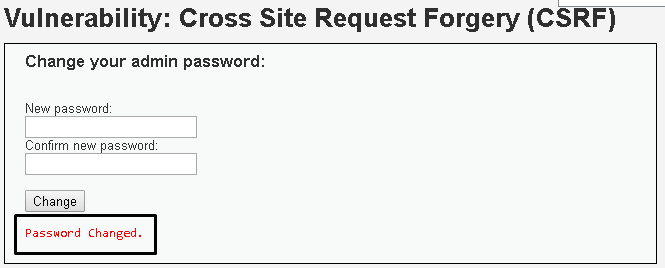 Vulnerability: Cross Site Request Forgery (CSRF)
Change your admin password:
New password:
Confirm new password:
Change
Password Changed.